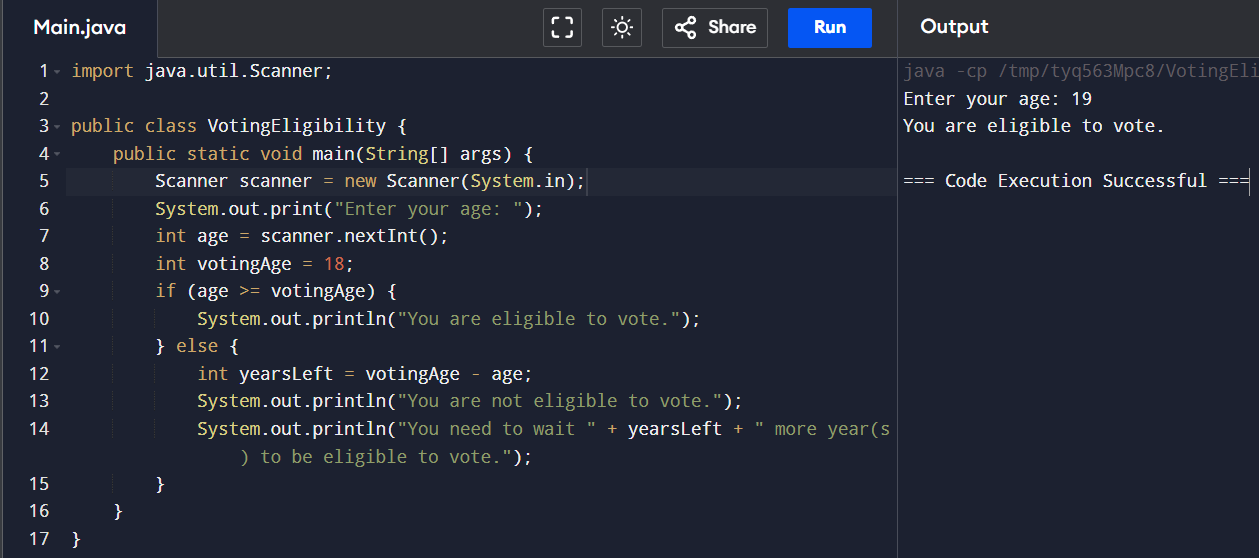 Main.java
Share
Run
Output
1 import java.util.Scanner;
2
3 public class VotingEligibility {
4     public static void main(String[] args) {
5         Scanner scanner = new Scanner(System.in);
6         System.out.print("Enter your age: ");
7         int age = scanner.nextInt();
8         int votingAge = 18;
9         if (age >= votingAge) {
10             System.out.println("You are eligible to vote.");
11         } else {
12             int yearsLeft = votingAge - age;
13             System.out.println("You are not eligible to vote.");
14             System.out.println("You need to wait " + yearsLeft + " more year(s
) to be eligible to vote.");
15         }
16     }
17 }
java -cp /tmp/tyq563Mpc8/VotingEli
Enter your age: 19
You are eligible to vote.
=== Code Execution Successful ===